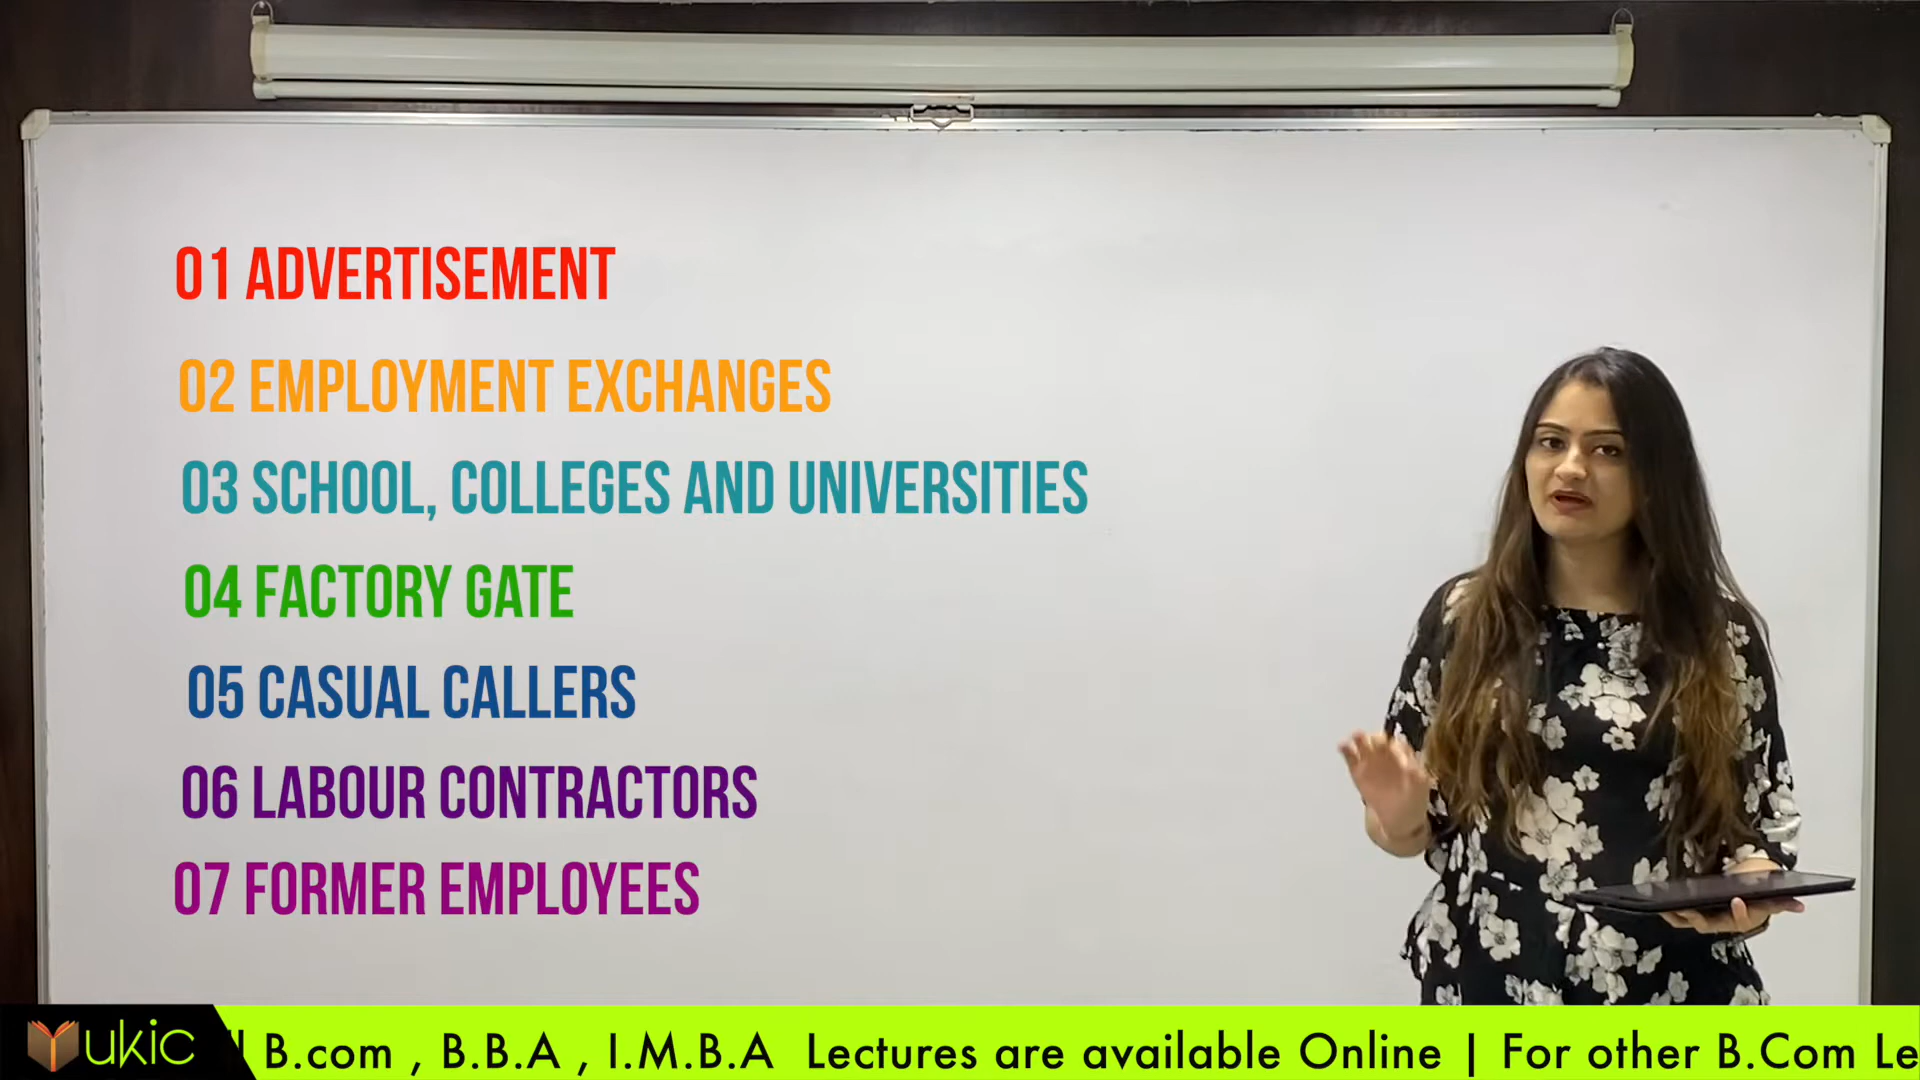 01 ADVERTISEMENT
02 EMPLOYMENT EXCHANGES
03 SCHOOL, COLLEGES AND UNIVERSITIES
04 FACTORY GATE
05 CASUAL CALLERS
06 LABOUR CONTRACTORS
07 FORMER EMPLOYEES
ukic B.com , B.B.A , I.M.B.A Lectures are available Online | For other B.Com Le